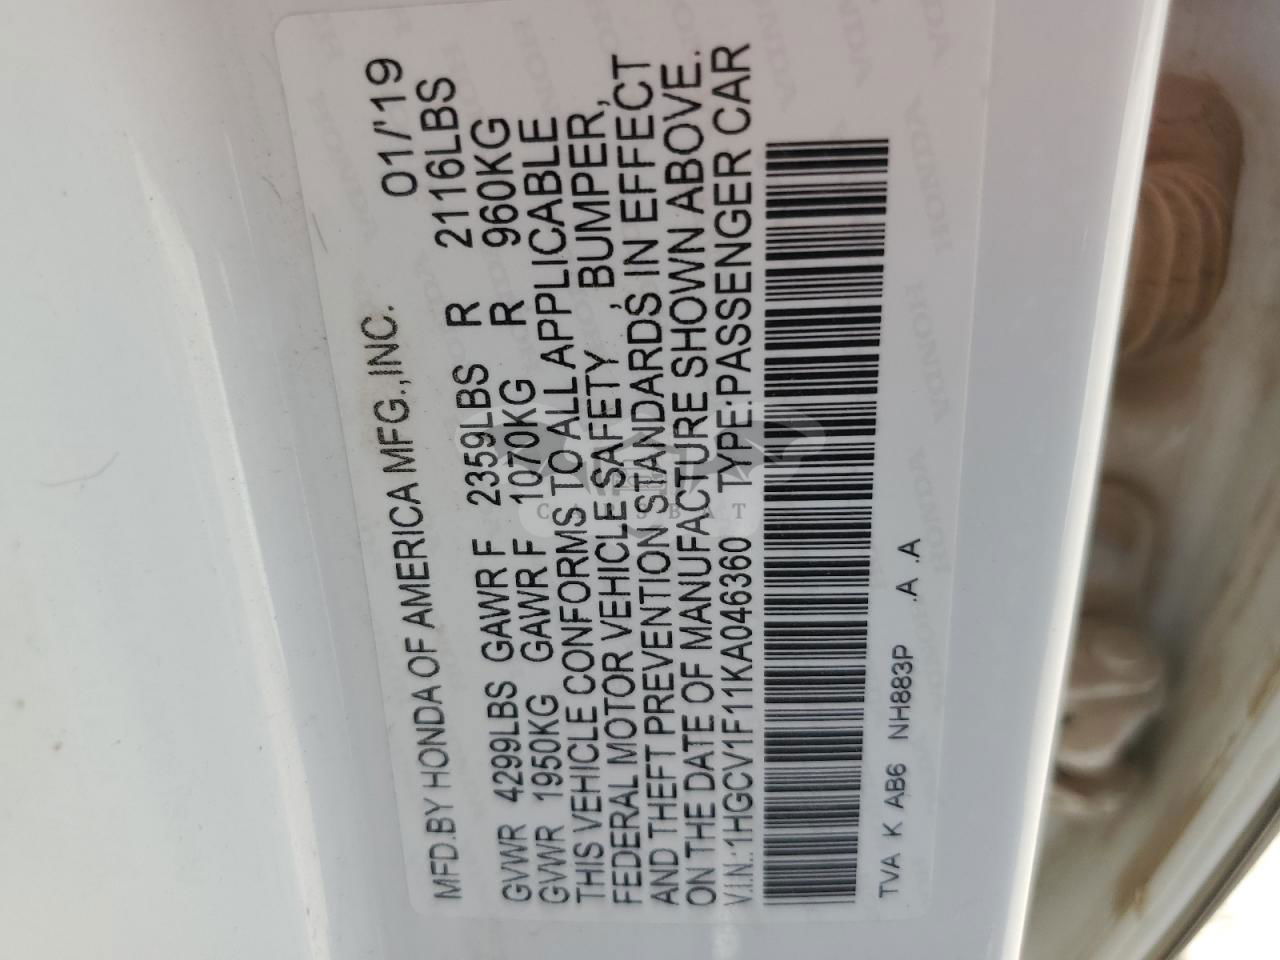 MFD.BY HONDA OF AMERICA MFG.,INC. 01/'19
GVWR 4299LBS GAWR F 2359LBS R 2116LBS
GVWR 1950KG GAWR F 1070KG R 960KG
THIS VEHICLE CONFORMS TO ALL APPLICABLE
FEDERAL MOTOR VEHICLE SAFETY , BUMPER,
AND THEFT PREVENTION STANDARDS IN EFFECT
ON THE DATE OF MANUFACTURE SHOWN ABOVE.
V.I.N.:1HGCV1F11KA046360 TYPE:PASSENGER CAR
TVA K AB6 NH883P .A .A
CARSBAT